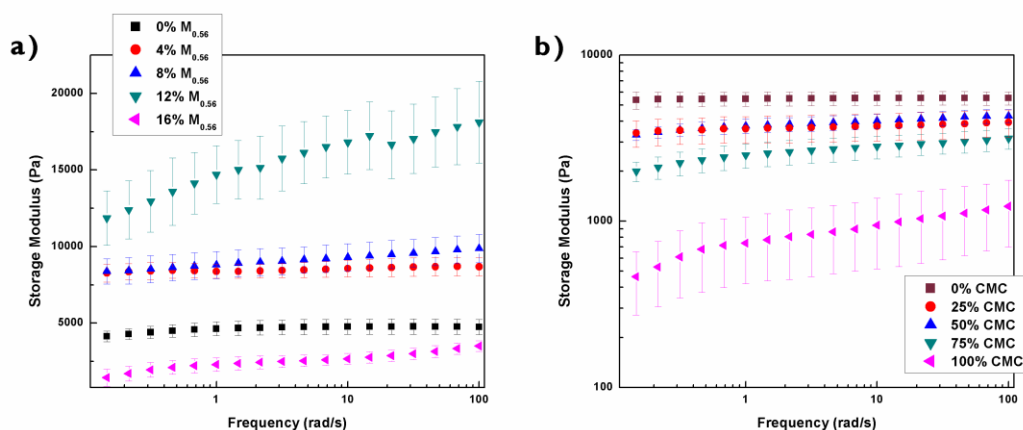 a)
0% M0.56
4% M0.56
8% M0.56
12% M0.56
16% M0.56
20000
15000
10000
5000
Storage Modulus (Pa)
1
10
100
Frequency (rad/s)
b)
10000
1000
100
Storage Modulus (Pa)
0% CMC
25% CMC
50% CMC
75% CMC
100% CMC
1
10
100
Frequency (rad/s)